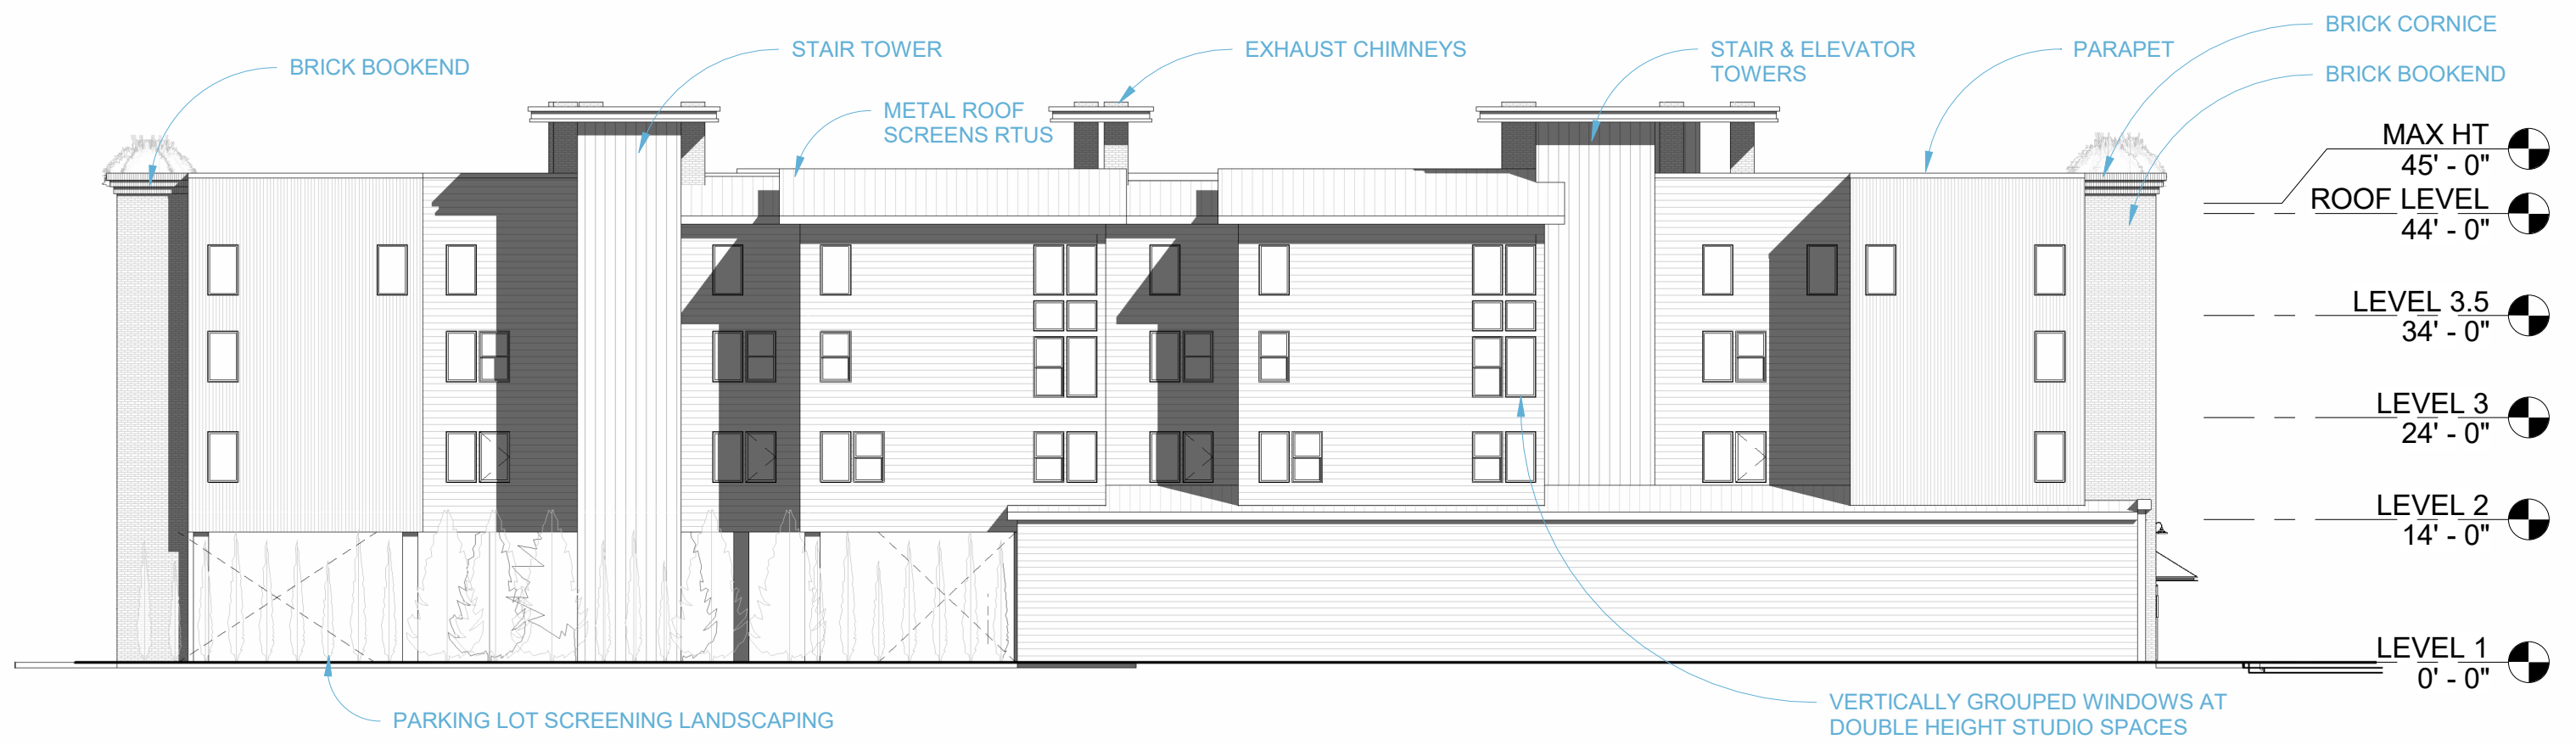 BRICK CORNICE
BRICK BOOKEND
STAIR TOWER
EXHAUST CHIMNEYS
STAIR & ELEVATOR
TOWERS
PARAPET
BRICK BOOKEND
METAL ROOF
SCREENS RTUS
MAX HT
45' - 0"
ROOF LEVEL
44' - 0"
LEVEL 3.5
34' - 0"
LEVEL 3
24' - 0"
LEVEL 2
14' - 0"
LEVEL 1
0' - 0"
PARKING LOT SCREENING LANDSCAPING
VERTICALLY GROUPED WINDOWS AT
DOUBLE HEIGHT STUDIO SPACES